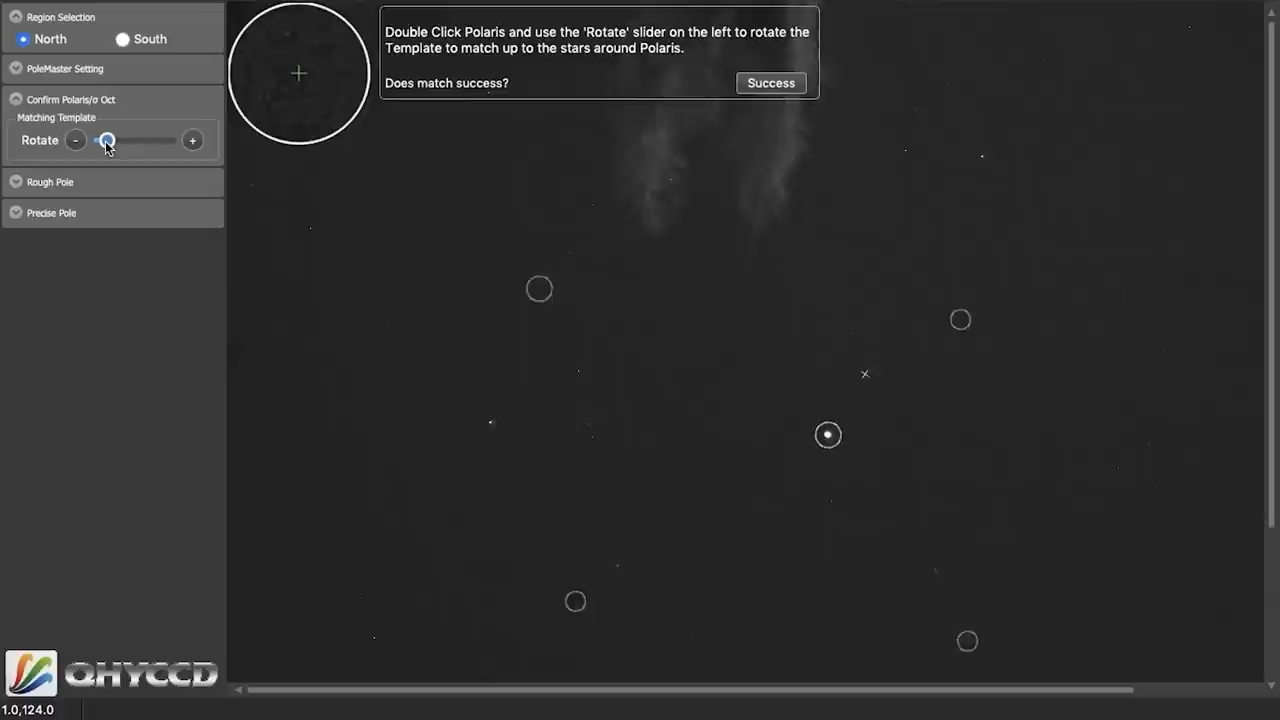 Region Selection
North
South
PoleMaster Setting
Confirm Polaris/σ Oct
Matching Template
Rotate - +
Rough Pole
Precise Pole
Double Click Polaris and use the 'Rotate' slider on the left to rotate the
Template to match up to the stars around Polaris.
Does match success?
Success
QHYCCD
1.0,124.0